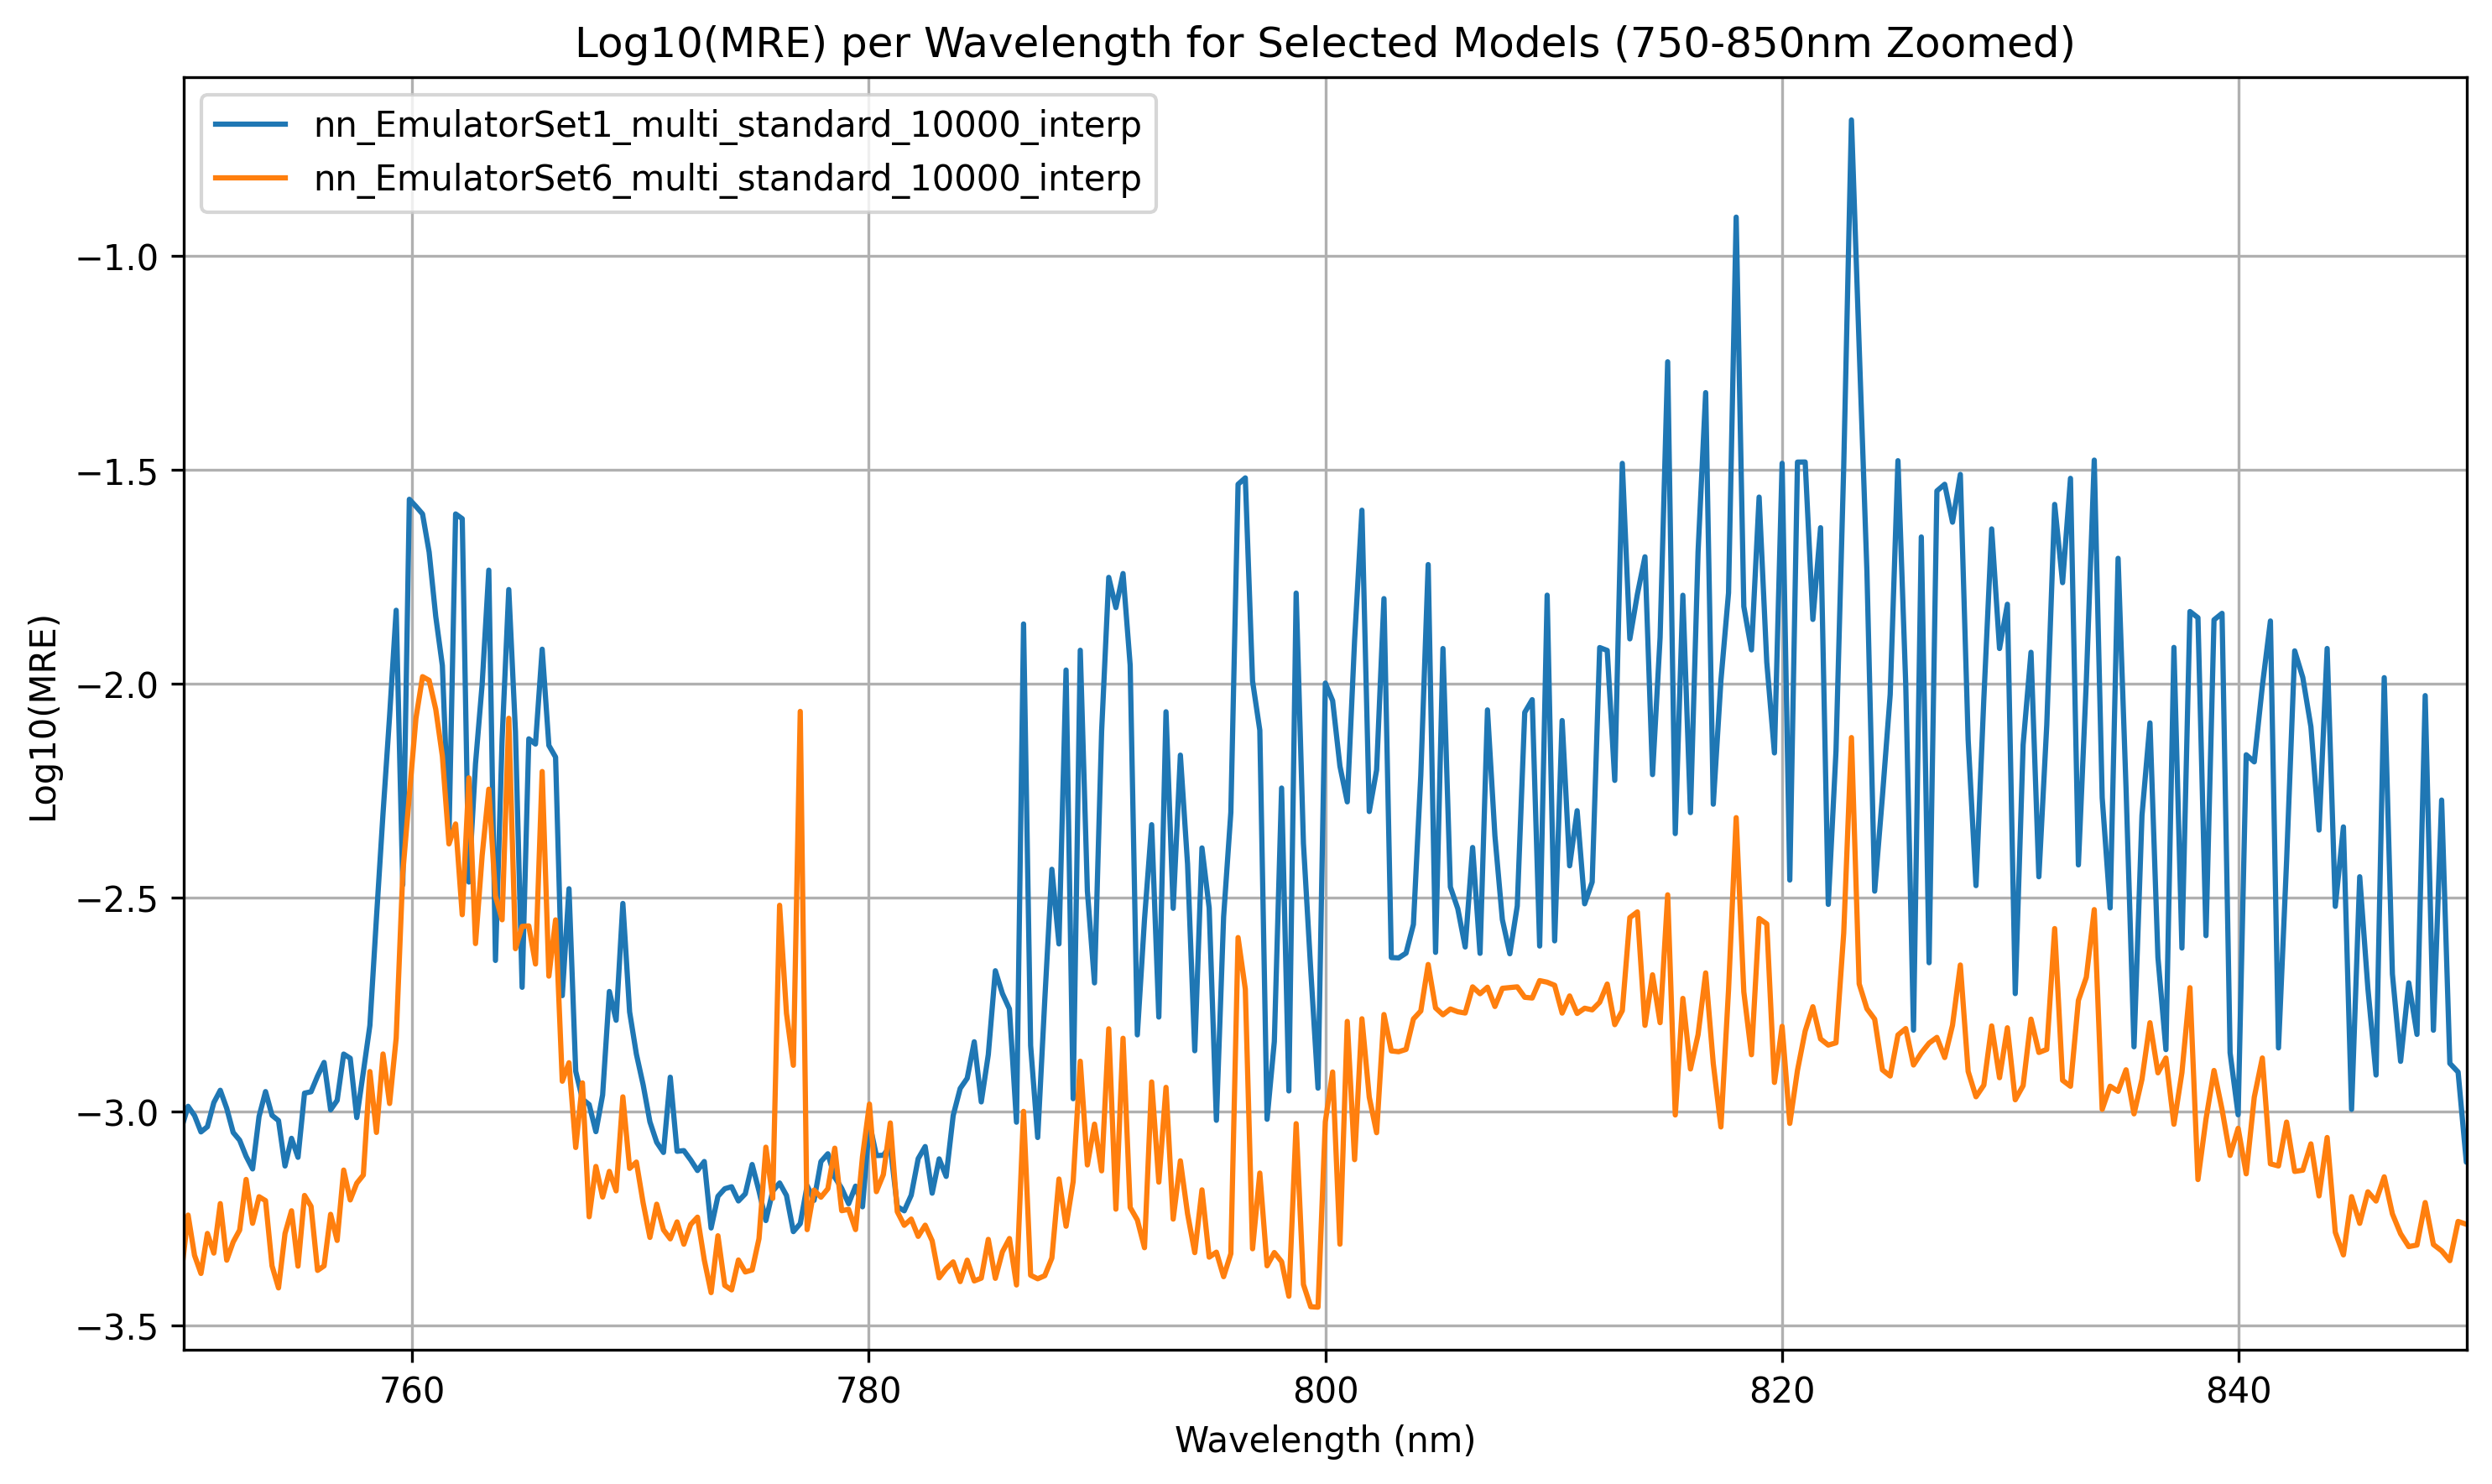 Log10(MRE) per Wavelength for Selected Models (750-850nm Zoomed)
nn_EmulatorSet1_multi_standard_10000_interp
nn_EmulatorSet6_multi_standard_10000_interp
−1.0
−1.5
−2.0
−2.5
−3.0
−3.5
Log10(MRE)
760
780
800
820
840
Wavelength (nm)